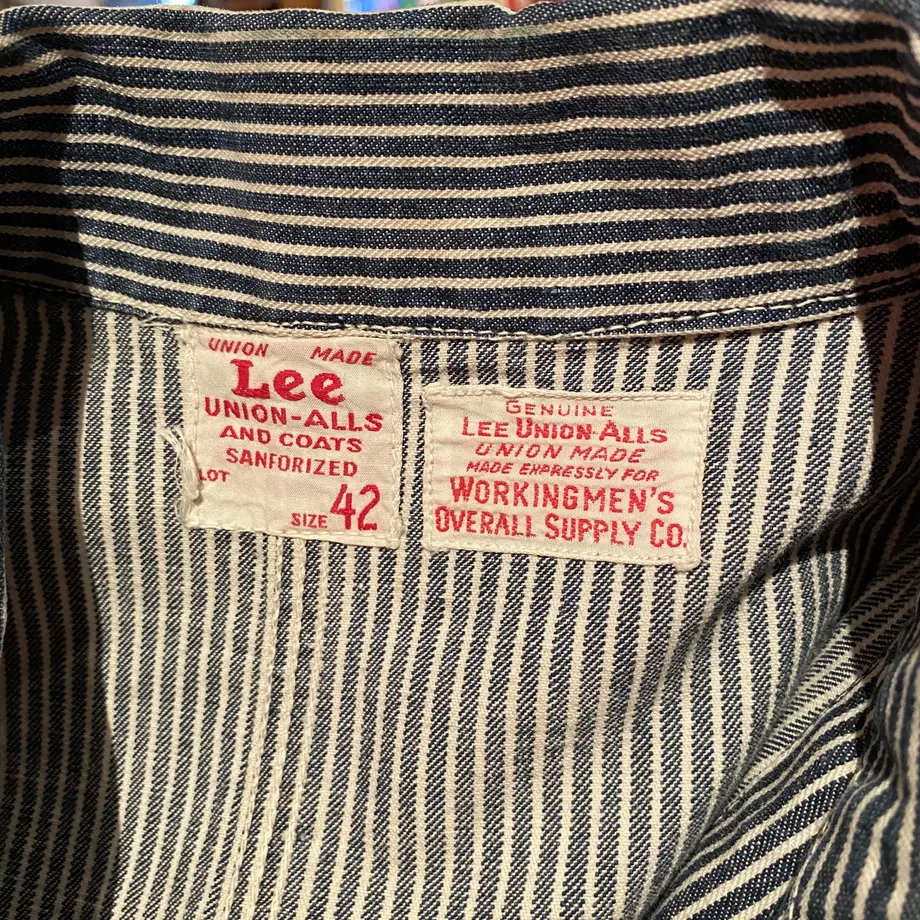 UNION MADE
Lee
UNION-ALLS
AND COATS
SANFORIZED
LOT
SIZE 42
GENUINE
LEE UNION-ALLS
UNION MADE
MADE EXPRESSLY FOR
WORKINGMEN'S
OVERALL SUPPLY CO.